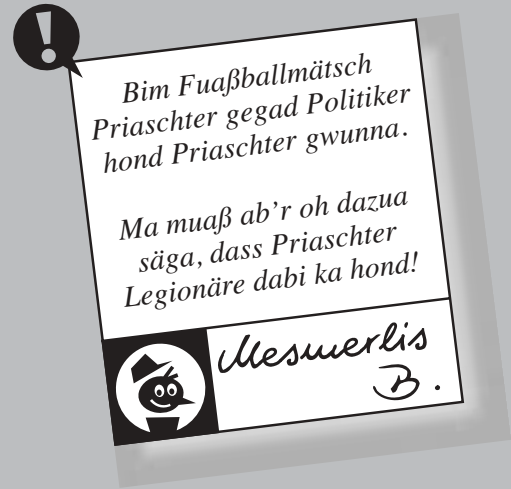 !
Bim Fuaßballmätsch
Priaschter gegad Politiker
hond Priaschter gwunna.
Ma muaß ab'r oh dazua
säga, dass Priaschter
Legionäre dabi ka hond!
Mesmerlis
B.